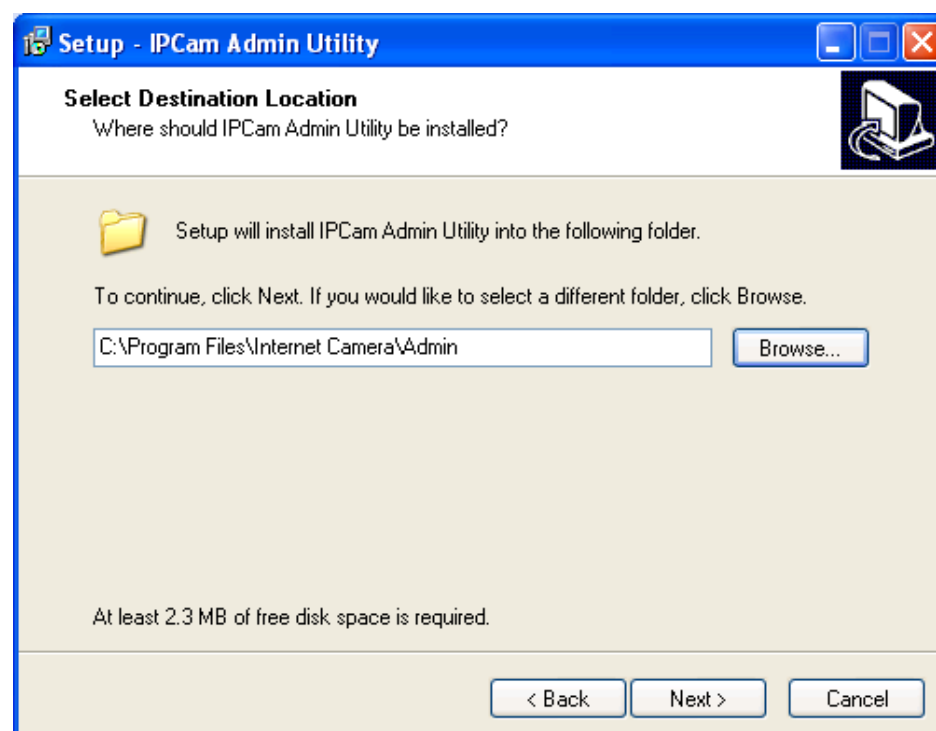 Setup - IPCam Admin Utility
Select Destination Location
Where should IPCam Admin Utility be installed?
Setup will install IPCam Admin Utility into the following folder.
To continue, click Next. If you would like to select a different folder, click Browse.
C:\Program Files\Internet Camera\Admin
Browse...
At least 2.3 MB of free disk space is required.
< Back
Next >
Cancel